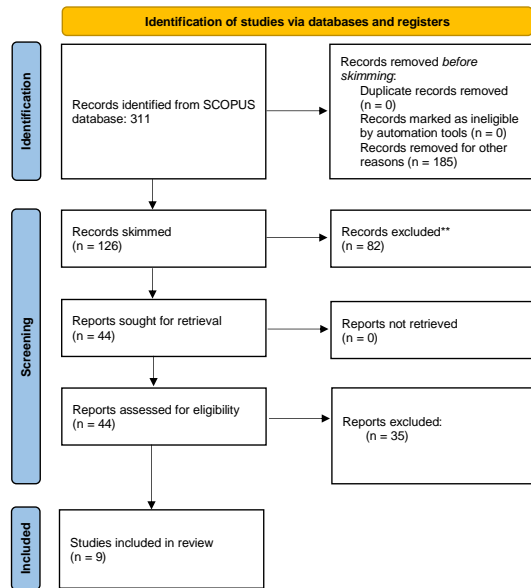 Identification of studies via databases and registers
Identification
Records identified from SCOPUS
database: 311
Records removed before
skimming:
Duplicate records removed
(n = 0)
Records marked as ineligible
by automation tools (n = 0)
Records removed for other
reasons (n = 185)
Screening
Records skimmed
(n = 126)
Records excluded**
(n = 82)
Reports sought for retrieval
(n = 44)
Reports not retrieved
(n = 0)
Reports assessed for eligibility
(n = 44)
Reports excluded:
(n = 35)
Included
Studies included in review
(n = 9)